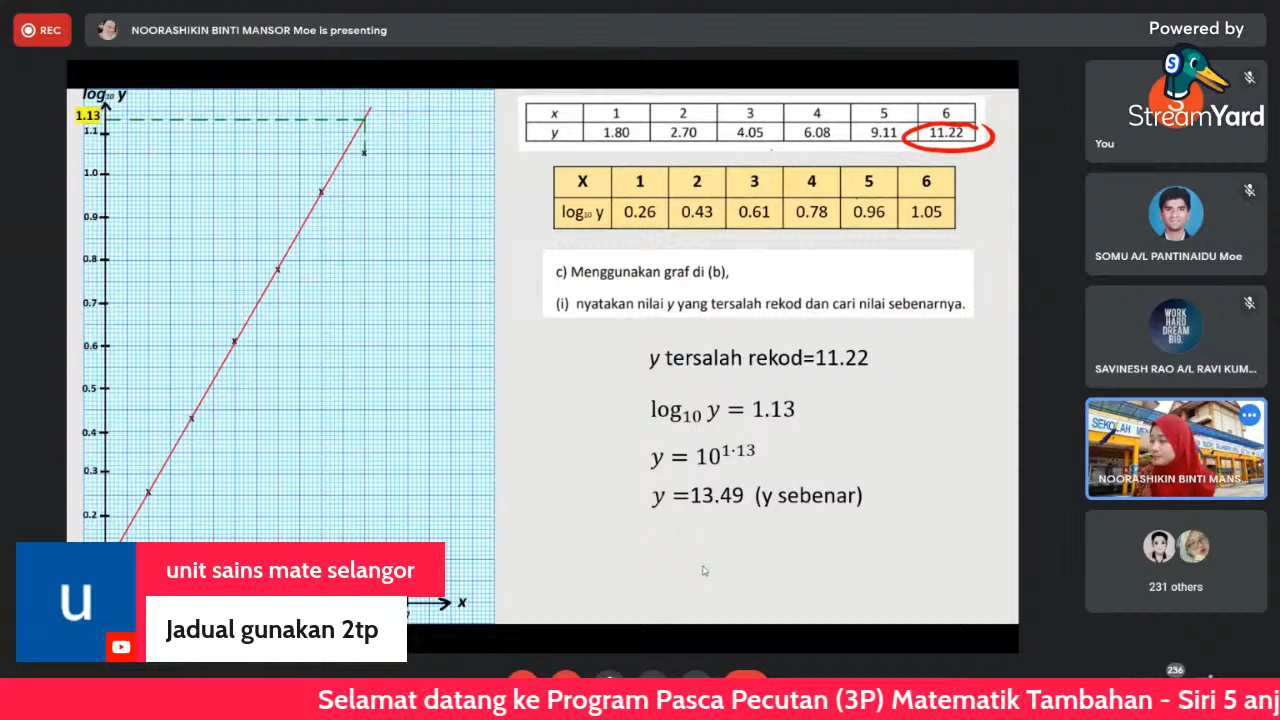 REC
NOORASHIKIN BINTI MANSOR Moe is presenting
Powered by
StreamYard
S
You
SOMU A/L PANTINAIDU Moe
WORK
HARD
DREAM
BIG.
SAVINESH RAO A/L RAVI KUM...
SEKOLAH
NOORASHIKIN BINTI MANS...
231 others
236
log₁₀ y
1.13
1.1
1.0
0.9
0.8
0.7
0.6
0.5
0.4
0.3
0.2
x
x 1 2 3 4 5 6
y 1.80 2.70 4.05 6.08 9.11 11.22
X 1 2 3 4 5 6
log₁₀ y 0.26 0.43 0.61 0.78 0.96 1.05
c) Menggunakan graf di (b),
(i) nyatakan nilai y yang tersalah rekod dan cari nilai sebenarnya.
y tersalah rekod=11.22
log₁₀ y = 1.13
y = 10^1·13
y =13.49 (y sebenar)
u
unit sains mate selangor
Jadual gunakan 2tp
Selamat datang ke Program Pasca Pecutan (3P) Matematik Tambahan - Siri 5 anj